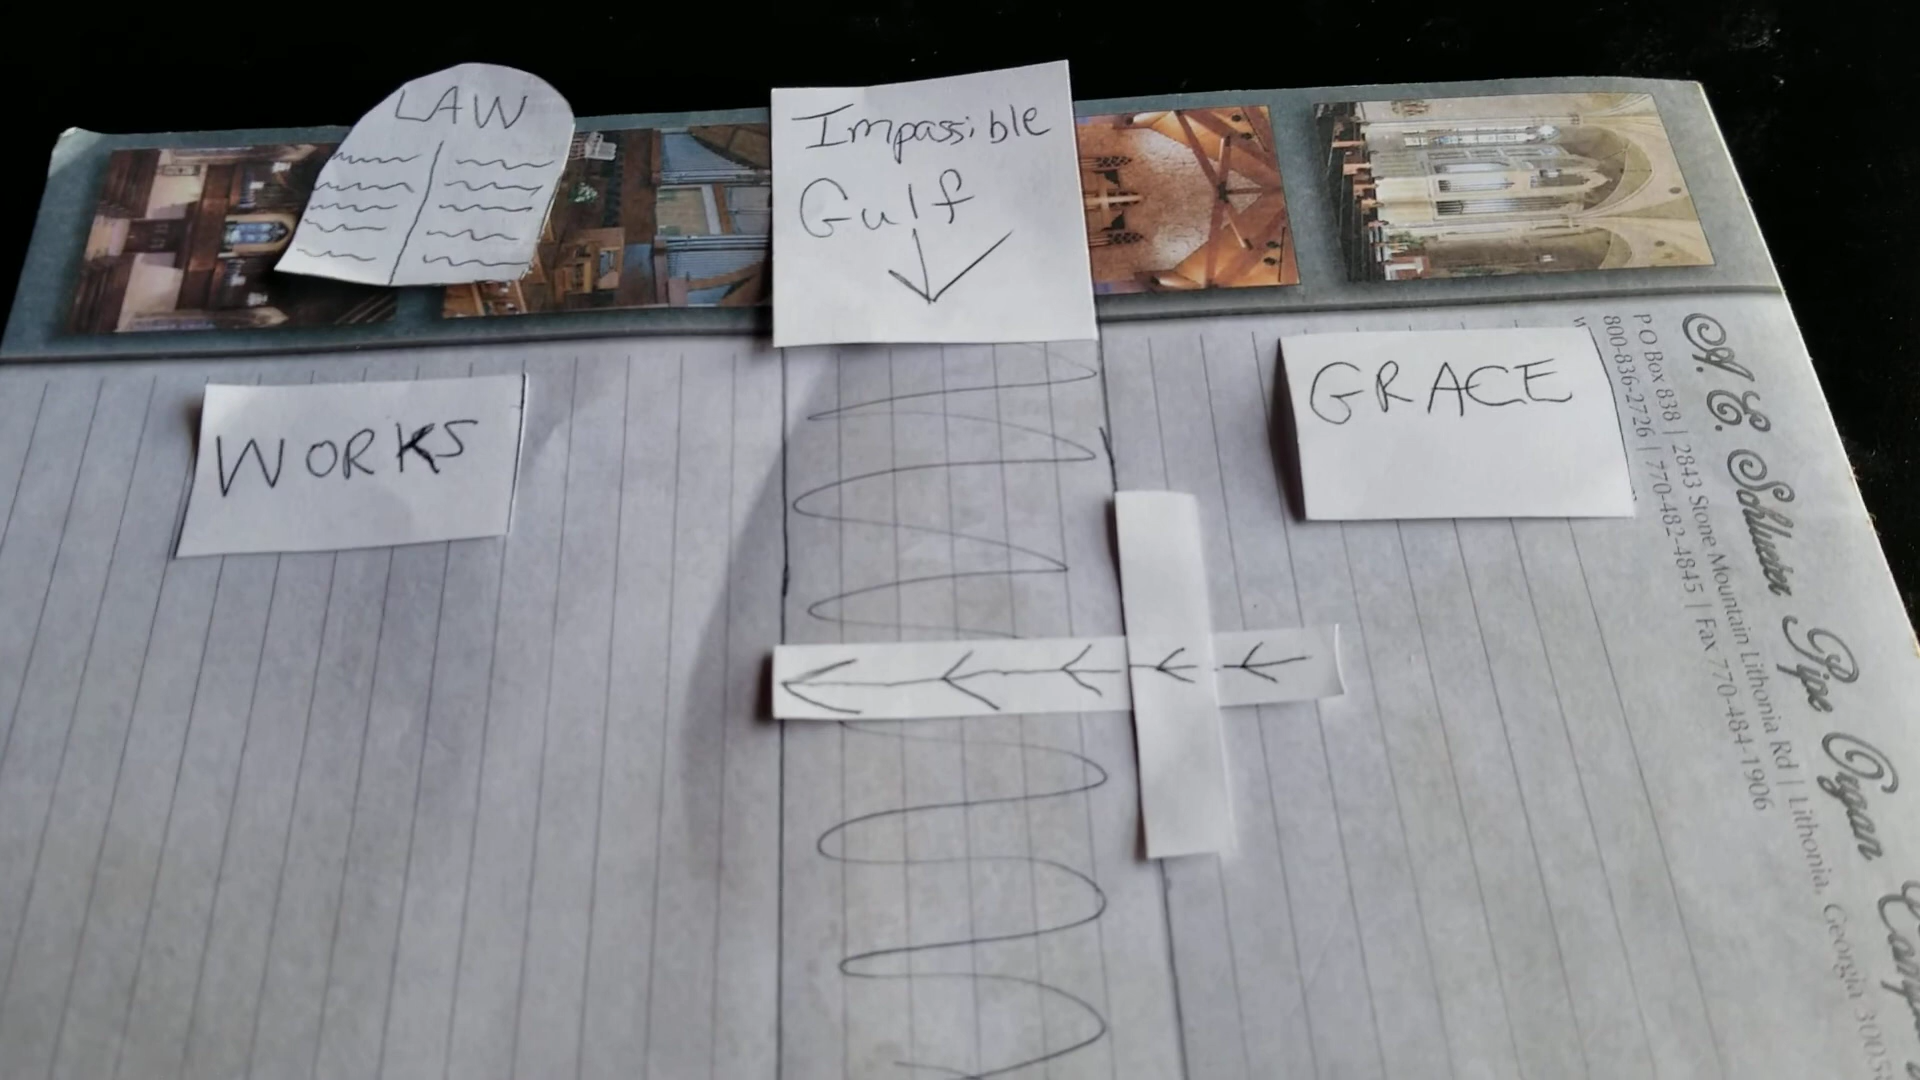 LAW
Impassible
Gulf
WORKS
GRACE
A. E. Schlueter Pipe Organ
PO Box 838 | 2843 Stone Mountain Lithonia Rd | Lithonia, Georgia
800-836-2726 | 770-482-4845 | Fax 770-484-1906